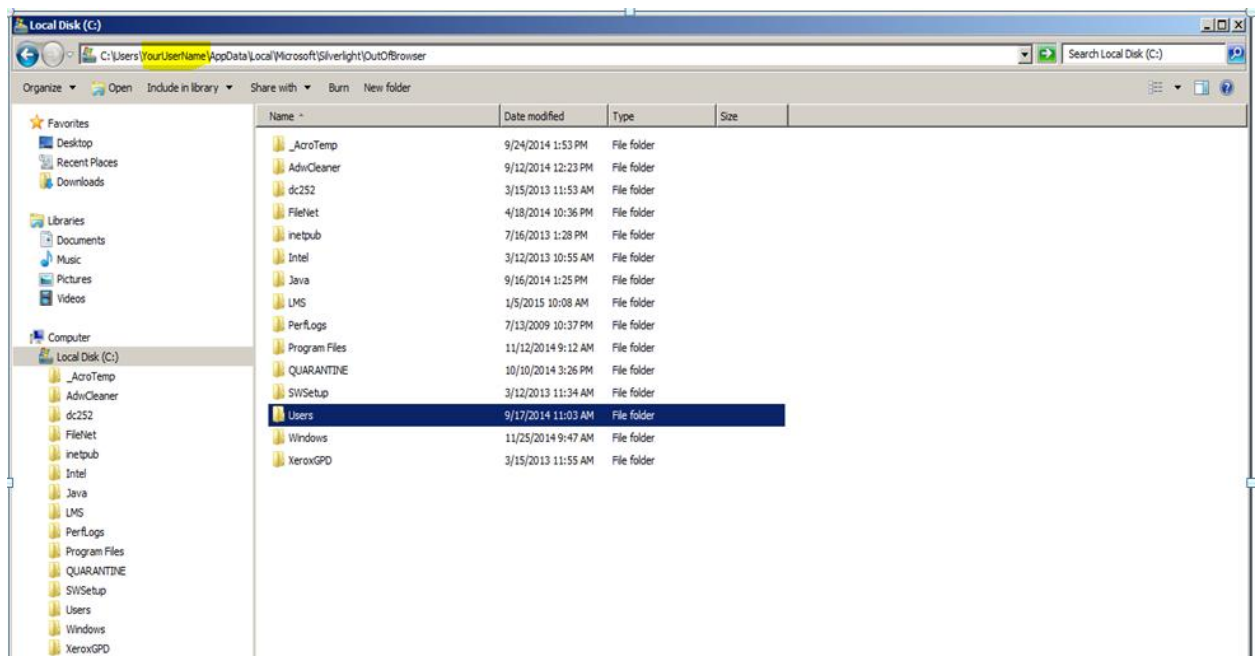 Local Disk (C:)
C:\Users\YourUserName\AppData\Local\Microsoft\Silverlight\OutOfBrowser
Search Local Disk (C:)
Organize Open Include in library Share with Burn New folder
Favorites
Desktop
Recent Places
Downloads
Libraries
Documents
Music
Pictures
Videos
Computer
Local Disk (C:)
_AcroTemp
AdwCleaner
dc252
FileNet
inetpub
Intel
Java
LMS
PerfLogs
Program Files
QUARANTINE
SWSetup
Users
Windows
XeroxGPD
Name Date modified Type Size
_AcroTemp 9/24/2014 1:53 PM File folder
AdwCleaner 9/12/2014 12:23 PM File folder
dc252 3/15/2013 11:53 AM File folder
FileNet 4/18/2014 10:36 PM File folder
inetpub 7/16/2013 1:28 PM File folder
Intel 3/12/2013 10:55 AM File folder
Java 9/16/2014 1:25 PM File folder
LMS 1/5/2015 10:08 AM File folder
PerfLogs 7/13/2009 10:37 PM File folder
Program Files 11/12/2014 9:12 AM File folder
QUARANTINE 10/10/2014 3:26 PM File folder
SWSetup 3/12/2013 11:34 AM File folder
Users 9/17/2014 11:03 AM File folder
Windows 11/25/2014 9:47 AM File folder
XeroxGPD 3/15/2013 11:55 AM File folder